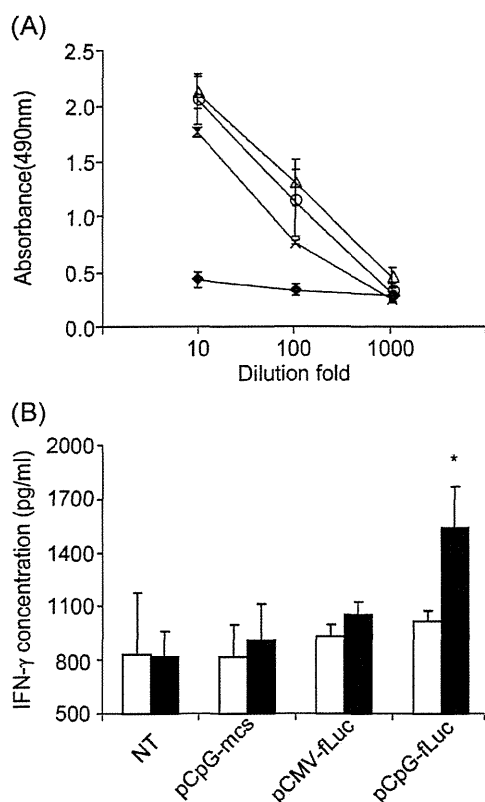 (A)
Absorbance(490nm)
2.5
2.0
1.5
1.0
0.5
0.0
10 100 1000
Dilution fold
(B)
IFN-γ concentration (pg/ml)
2000
1700
1400
1100
800
500
*
NT pCpG-mcs pCMV-fLuc pCpG-fLuc